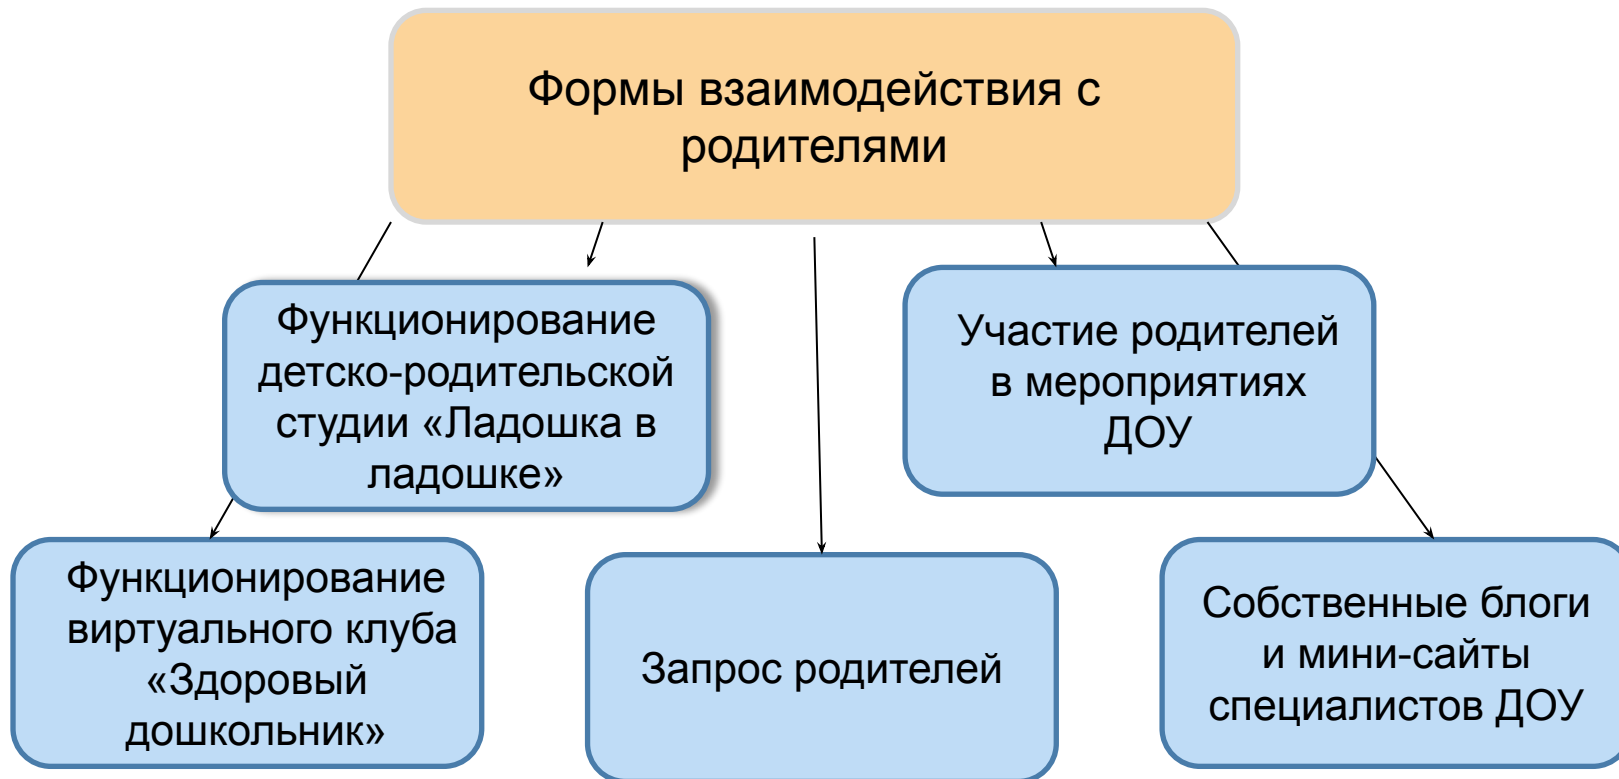 Формы взаимодействия с
родителями
Функционирование
детско-родительской
студии «Ладошка в
ладошке»
Участие родителей
в мероприятиях
ДОУ
Функционирование
виртуального клуба
«Здоровый
дошкольник»
Запрос родителей
Собственные блоги
и мини-сайты
специалистов ДОУ